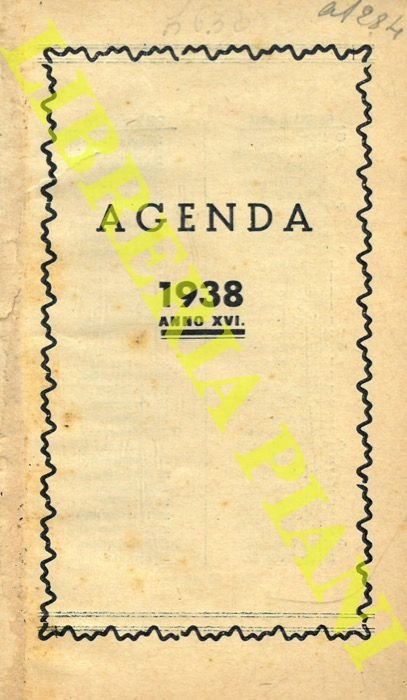 a1284
AGENDA
1938
ANNO XVI.
LIBRERIA PIANI